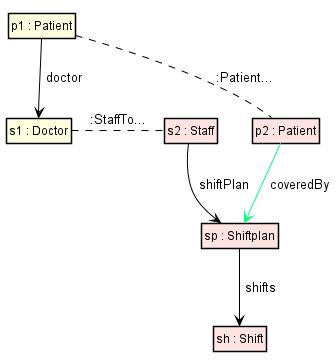 p1 : Patient
doctor
:Patient...
s1 : Doctor
:StaffTo...
s2 : Staff
p2 : Patient
shiftPlan
coveredBy
sp : Shiftplan
shifts
sh : Shift